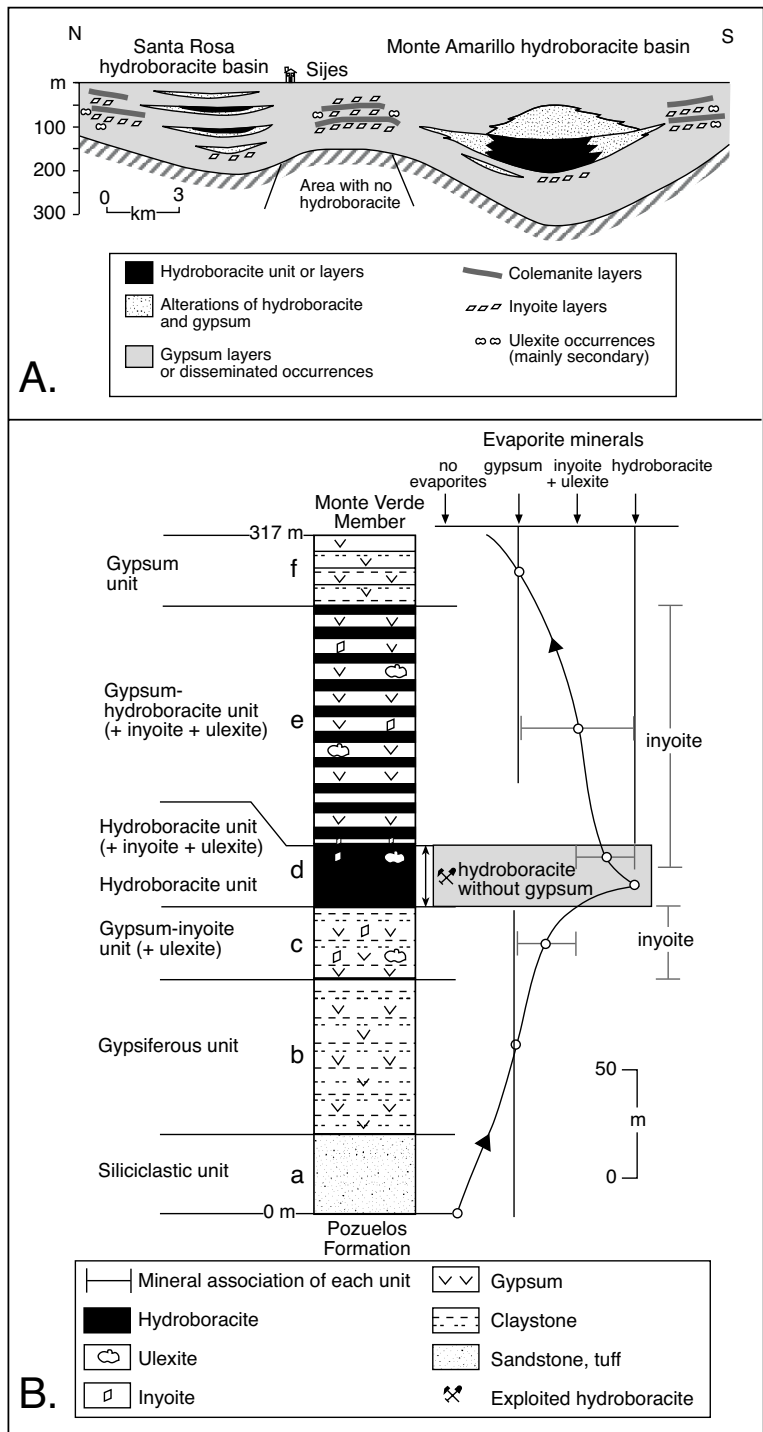 N
S
Santa Rosa
hydroboracite basin
Sijes
Monte Amarillo hydroboracite basin
m
100
200
300
0
3
km
Area with no
hydroboracite
Hydroboracite unit or layers
Alterations of hydroboracite
and gypsum
Gypsum layers
or disseminated occurrences
Colemanite layers
Inyoite layers
Ulexite occurrences
(mainly secondary)
A.
Evaporite minerals
no
evaporites
gypsum
inyoite
+ ulexite
hydroboracite
Monte Verde
Member
317 m
Gypsum
unit
f
Gypsum-
hydroboracite unit
(+ inyoite + ulexite)
e
inyoite
Hydroboracite unit
(+ inyoite + ulexite)
d
Hydroboracite unit
hydroboracite
without gypsum
Gypsum-inyoite
unit (+ ulexite)
c
inyoite
Gypsiferous unit
b
50
m
0
Siliciclastic unit
a
0 m
Pozuelos
Formation
Mineral association of each unit
Hydroboracite
Ulexite
Inyoite
Gypsum
Claystone
Sandstone, tuff
Exploited hydroboracite
B.